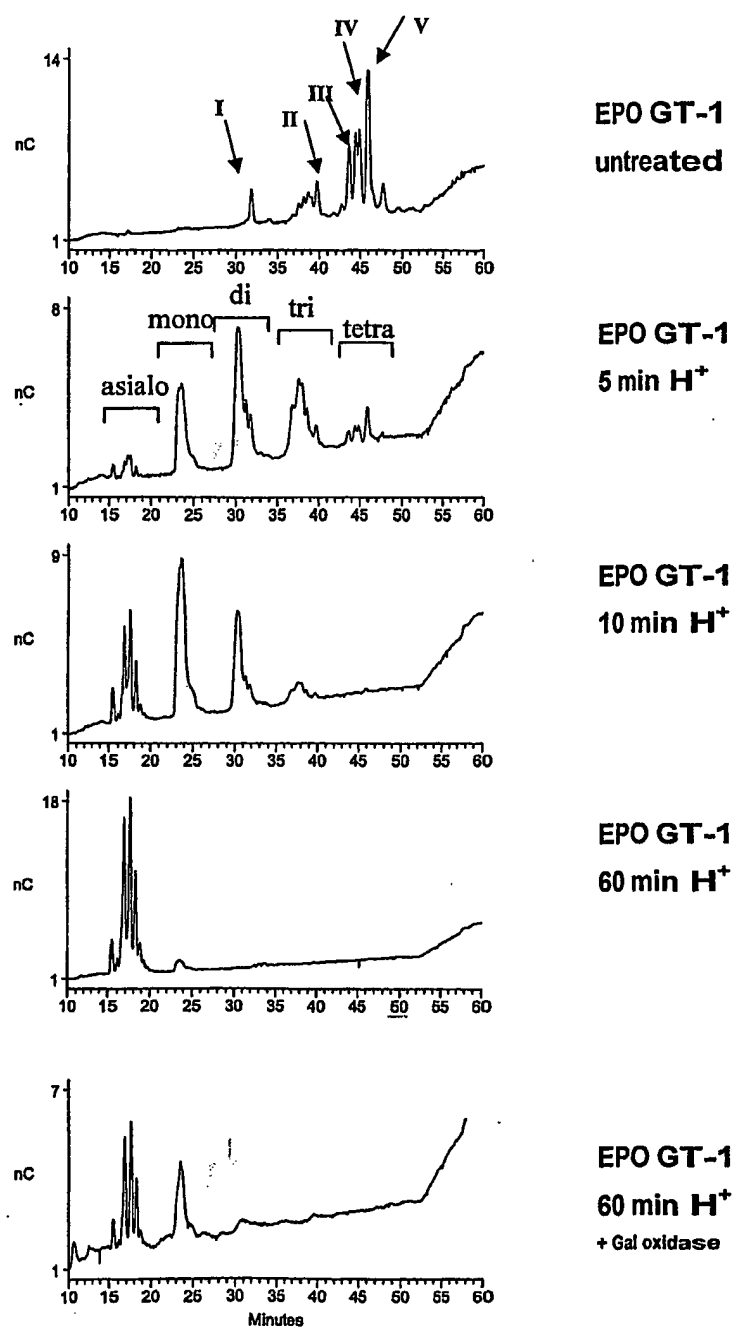 IV V
I II III
14
nC
1
10 15 20 25 30 35 40 45 50 55 60
EPO GT-1
untreated
8
nC
1
asialo mono di tri tetra
10 15 20 25 30 35 40 45 50 55 60
EPO GT-1
5 min H⁺
9
nC
1
10 15 20 25 30 35 40 45 50 55 60
EPO GT-1
10 min H⁺
18
nC
1
10 15 20 25 30 35 40 45 50 55 60
EPO GT-1
60 min H⁺
7
nC
1
10 15 20 25 30 35 40 45 50 55 60
Minutes
EPO GT-1
60 min H⁺
+ Gal oxidase